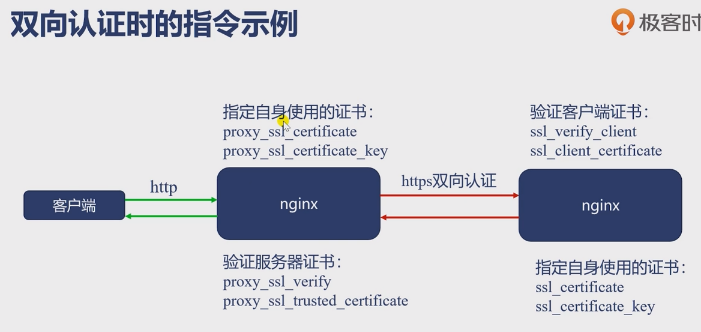 双向认证时的指令示例
极客时
指定自身使用的证书：
proxy_ssl_certificate
proxy_ssl_certificate_key
验证客户端证书：
ssl_verify_client
ssl_client_certificate
客户端
http
nginx
https双向认证
nginx
验证服务器证书：
proxy_ssl_verify
proxy_ssl_trusted_certificate
指定自身使用的证书：
ssl_certificate
ssl_certificate_key